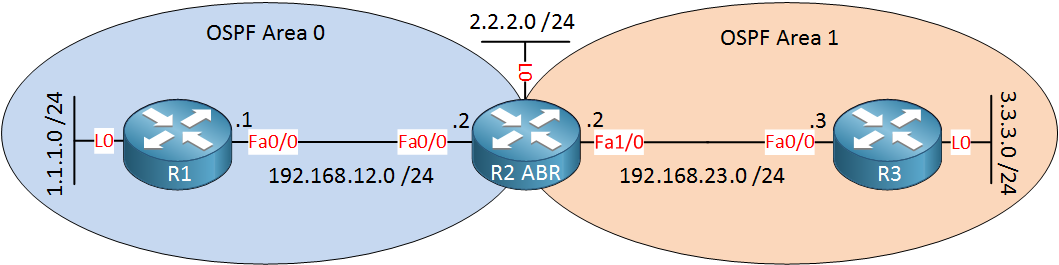 OSPF Area 0
2.2.2.0 /24
OSPF Area 1
L0
1.1.1.0 /24
L0
R1
.1
Fa0/0
192.168.12.0 /24
.2
Fa0/0
R2 ABR
.2
Fa1/0
192.168.23.0 /24
.3
Fa0/0
R3
L0
3.3.3.0 /24